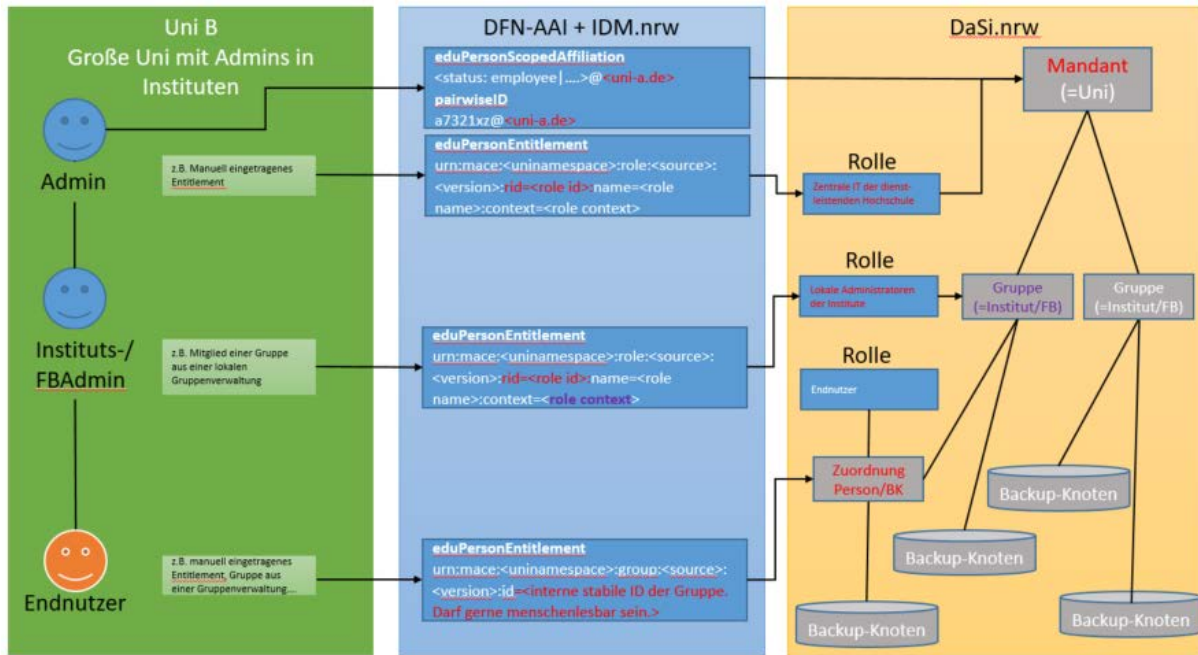 Uni B
Große Uni mit Admins in
Instituten
Admin
z.B. Manuell eingetragenes
Entitlement
Instituts-/
FBAdmin
z.B. Mitglied einer Gruppe
aus einer lokalen
Gruppenverwaltung
Endnutzer
z.B. manuell eingetragenes
Entitlement, Gruppe aus
einer Gruppenverwaltung....
DFN-AAI + IDM.nrw
eduPersonScopedAffiliation
<status: employee|....>@<uni-a.de>
pairwiseID
a7321xz@<uni-a.de>
eduPersonEntitlement
urn:mace:<uninamespace>:role:<source>:
<version>:rid=<role id>:name=<role
name>:context=<role context>
eduPersonEntitlement
urn:mace:<uninamespace>:role:<source>:
<version>:rid=<role id>:name=<role
name>:context=<role context>
eduPersonEntitlement
urn:mace:<uninamespace>:group:<source>:
<version>:id=<interne stabile ID der Gruppe.
Darf gerne menschenlesbar sein.>
DaSi.nrw
Mandant
(=Uni)
Rolle
Zentrale IT der dienst-
leistenden Hochschule
Rolle
Lokale Administratoren
der Institute
Gruppe
(=Institut/FB)
Gruppe
(=Institut/FB)
Rolle
Endnutzer
Zuordnung
Person/BK
Backup-Knoten
Backup-Knoten
Backup-Knoten
Backup-Knoten